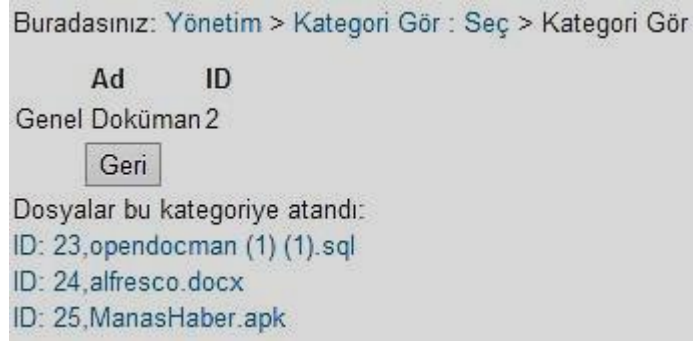 Buradasınız: Yönetim > Kategori Gör : Seç > Kategori Gör
Ad ID
Genel Doküman 2
Geri
Dosyalar bu kategoriye atandı:
ID: 23,opendocman (1) (1).sql
ID: 24,alfresco.docx
ID: 25,ManasHaber.apk